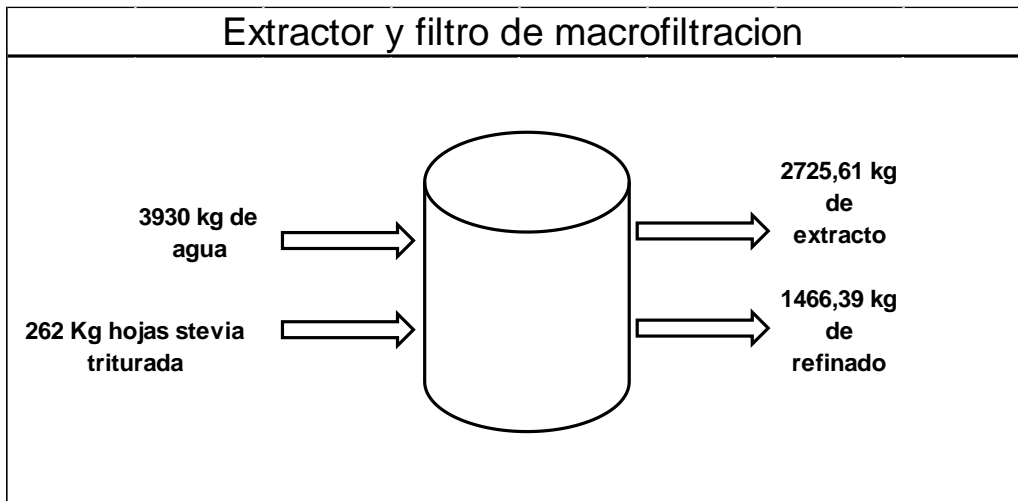 Extractor y filtro de macrofiltracion
3930 kg de
agua
262 Kg hojas stevia
triturada
2725,61 kg
de
extracto
1466,39 kg
de
refinado